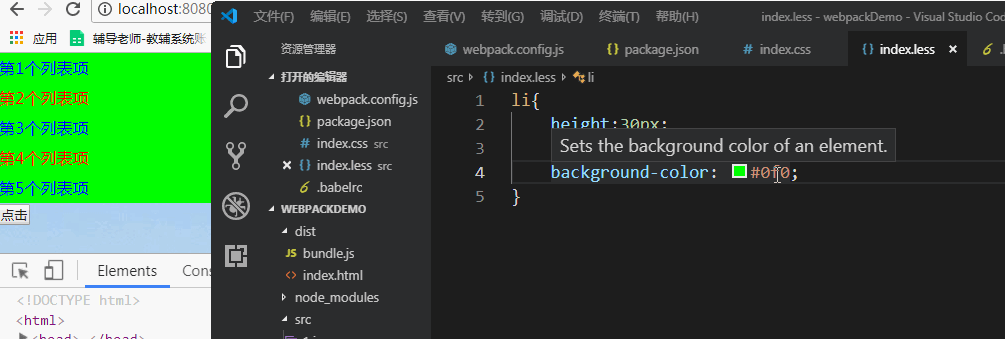 localhost:8080
应用
辅导老师-教辅系统账
第1个列表项
第2个列表项
第3个列表项
第4个列表项
第5个列表项
点击
Elements
Cons
<!DOCTYPE html>
<html>
文件(F) 编辑(E) 选择(S) 查看(V) 转到(G) 调试(D) 终端(T) 帮助(H) index.less - webpackDemo - Visual Studio Cod
资源管理器
打开的编辑器
webpack.config.js
package.json
index.css src
index.less src
.babelrc
WEBPACKDEMO
dist
bundle.js
index.html
node_modules
src
webpack.config.js package.json index.css index.less
src index.less li
1 li{
2 height:30px;
3
Sets the background color of an element.
4 background-color: #0f0;
5 }